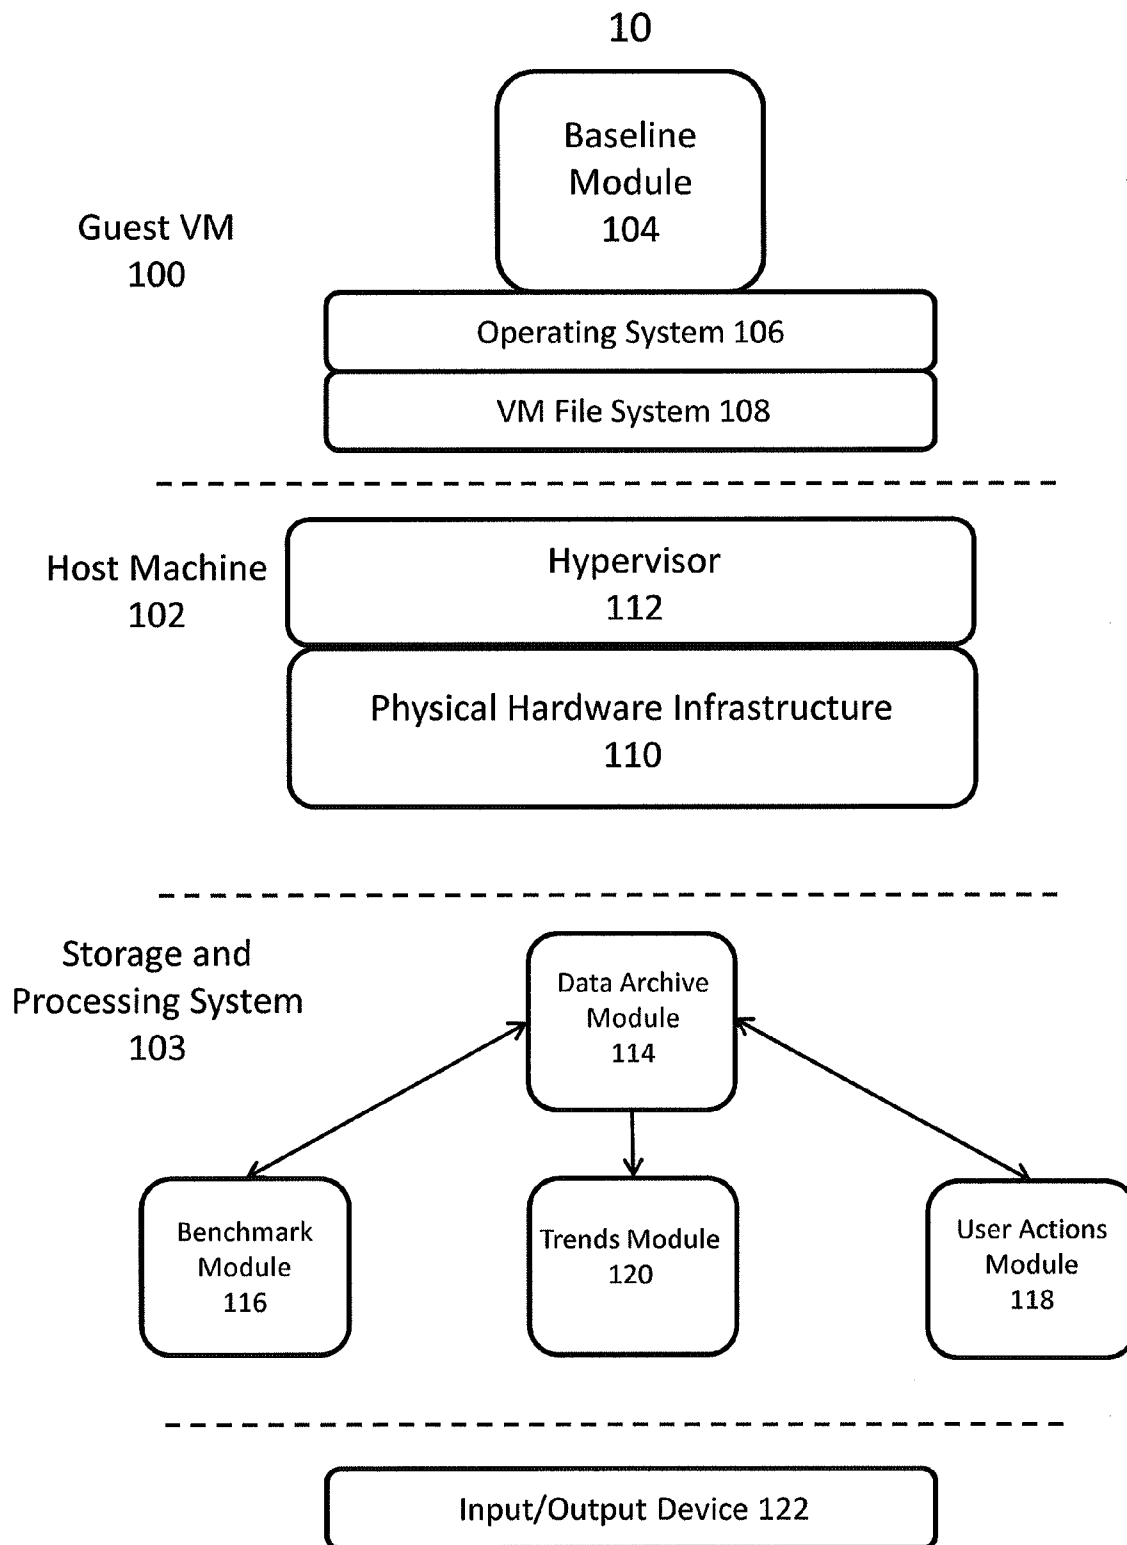 10
Baseline
Module
104
Guest VM
100
Operating System 106
VM File System 108
Host Machine
102
Hypervisor
112
Physical Hardware Infrastructure
110
Storage and
Processing System
103
Data Archive
Module
114
Benchmark
Module
116
Trends Module
120
User Actions
Module
118
Input/Output Device 122